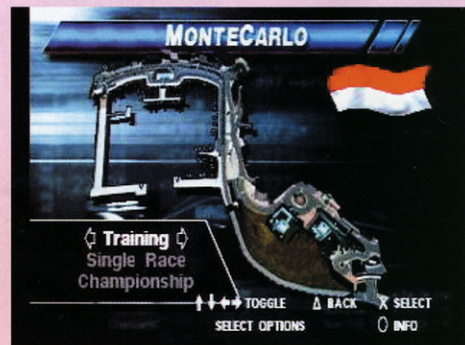 MONTECARLO
Training
Single Race
Championship
TOGGLE △ BACK X SELECT
SELECT OPTIONS ○ INFO